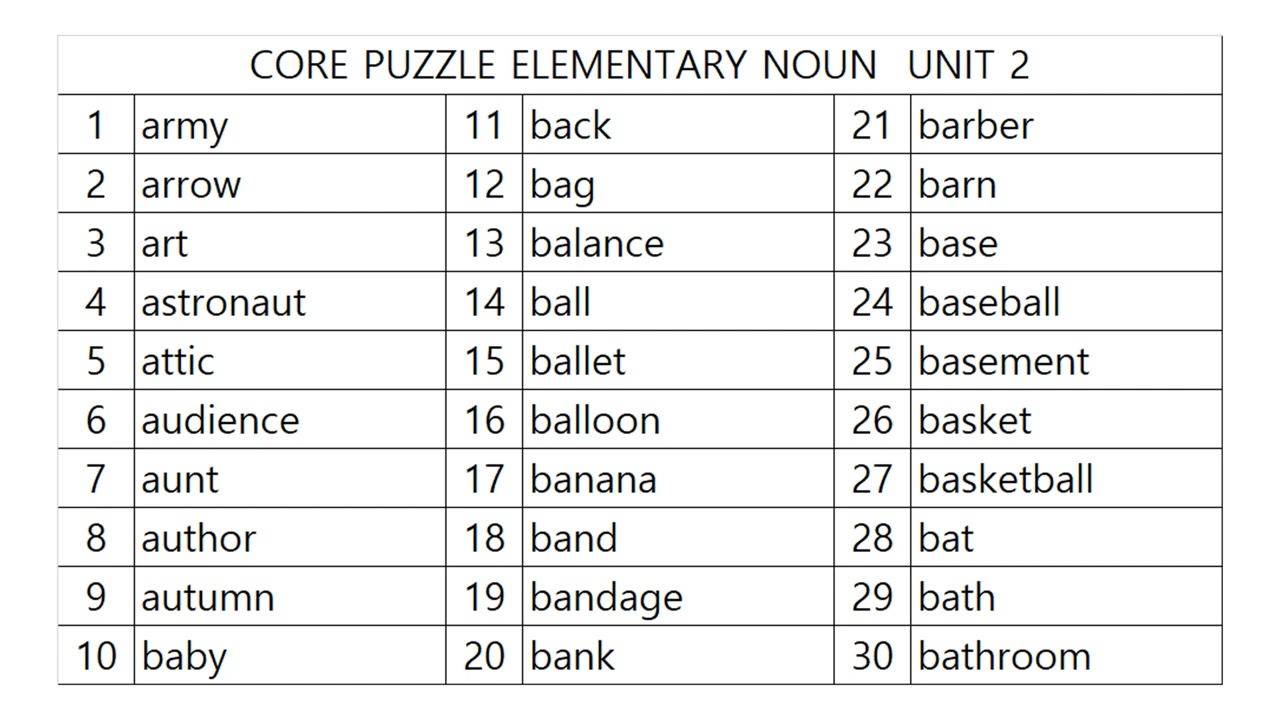 CORE PUZZLE ELEMENTARY NOUN UNIT 2
1 army 11 back 21 barber
2 arrow 12 bag 22 barn
3 art 13 balance 23 base
4 astronaut 14 ball 24 baseball
5 attic 15 ballet 25 basement
6 audience 16 balloon 26 basket
7 aunt 17 banana 27 basketball
8 author 18 band 28 bat
9 autumn 19 bandage 29 bath
10 baby 20 bank 30 bathroom